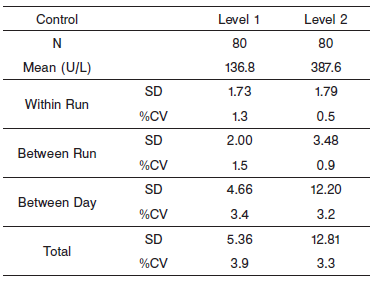 Control Level 1 Level 2
N 80 80
Mean (U/L) 136.8 387.6
Within Run SD 1.73 1.79
%CV 1.3 0.5
Between Run SD 2.00 3.48
%CV 1.5 0.9
Between Day SD 4.66 12.20
%CV 3.4 3.2
Total SD 5.36 12.81
%CV 3.9 3.3